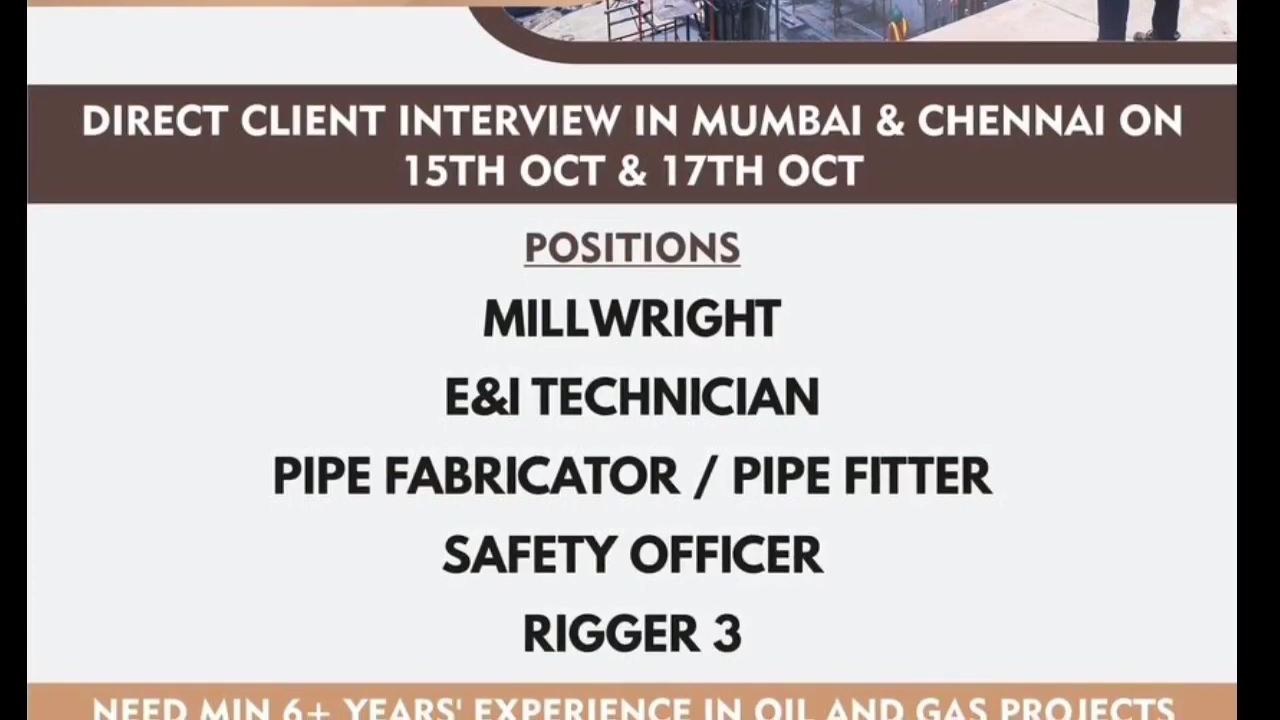 DIRECT CLIENT INTERVIEW IN MUMBAI & CHENNAI ON
15TH OCT & 17TH OCT
POSITIONS
MILLWRIGHT
E&I TECHNICIAN
PIPE FABRICATOR / PIPE FITTER
SAFETY OFFICER
RIGGER 3
NEED MIN 6+ YEARS' EXPERIENCE IN OIL AND GAS PROJECTS